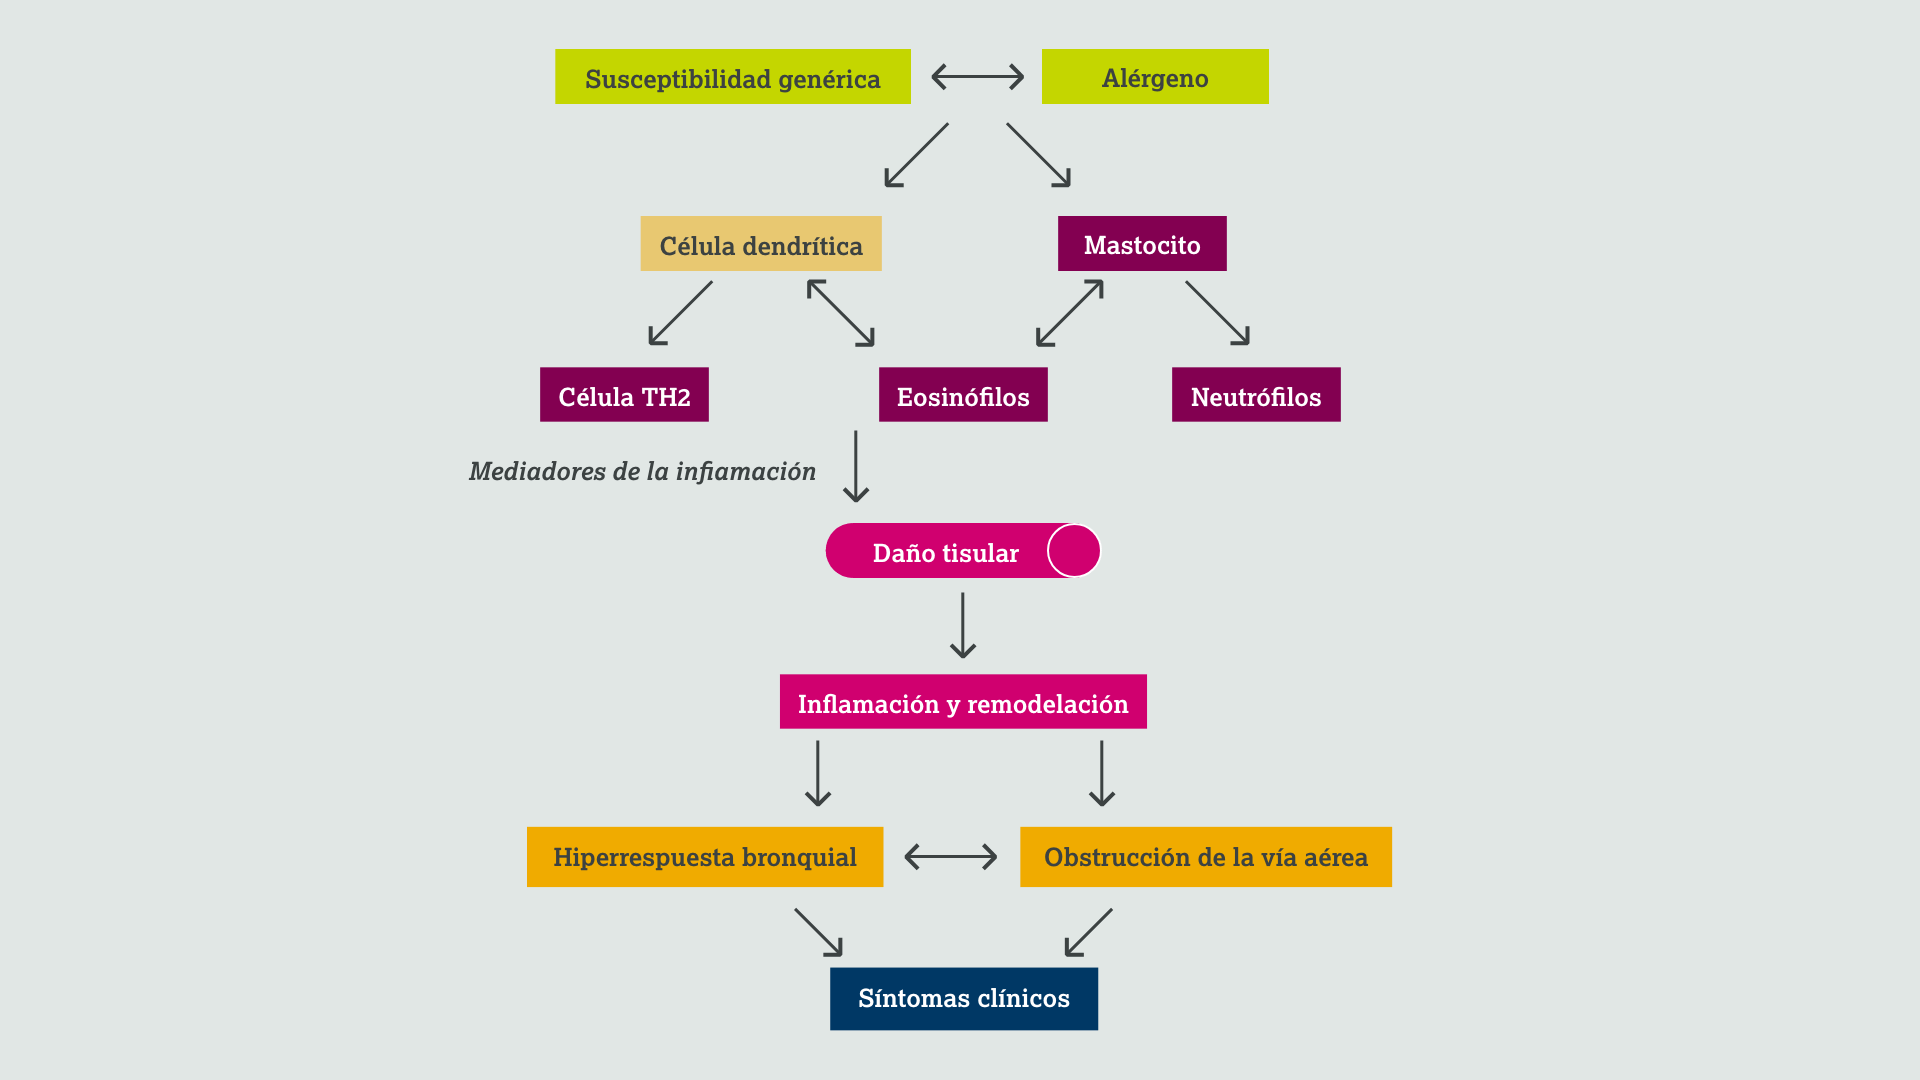 Susceptibilidad genérica
Alérgeno
Célula dendrítica
Mastocito
Célula TH2
Eosinófilos
Neutrófilos
Mediadores de la infiamación
Daño tisular
Inflamación y remodelación
Hiperrespuesta bronquial
Obstrucción de la vía aérea
Síntomas clínicos